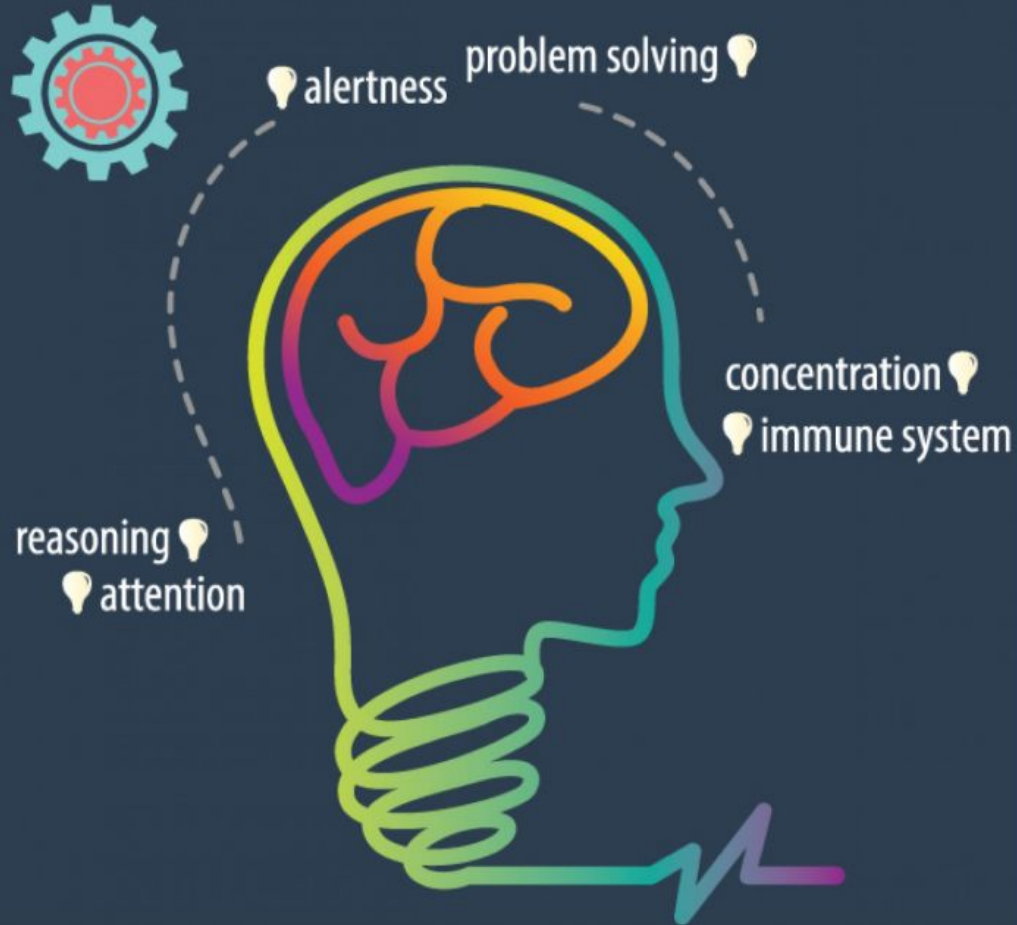 problem solving
alertness
concentration
immune system
reasoning
attention